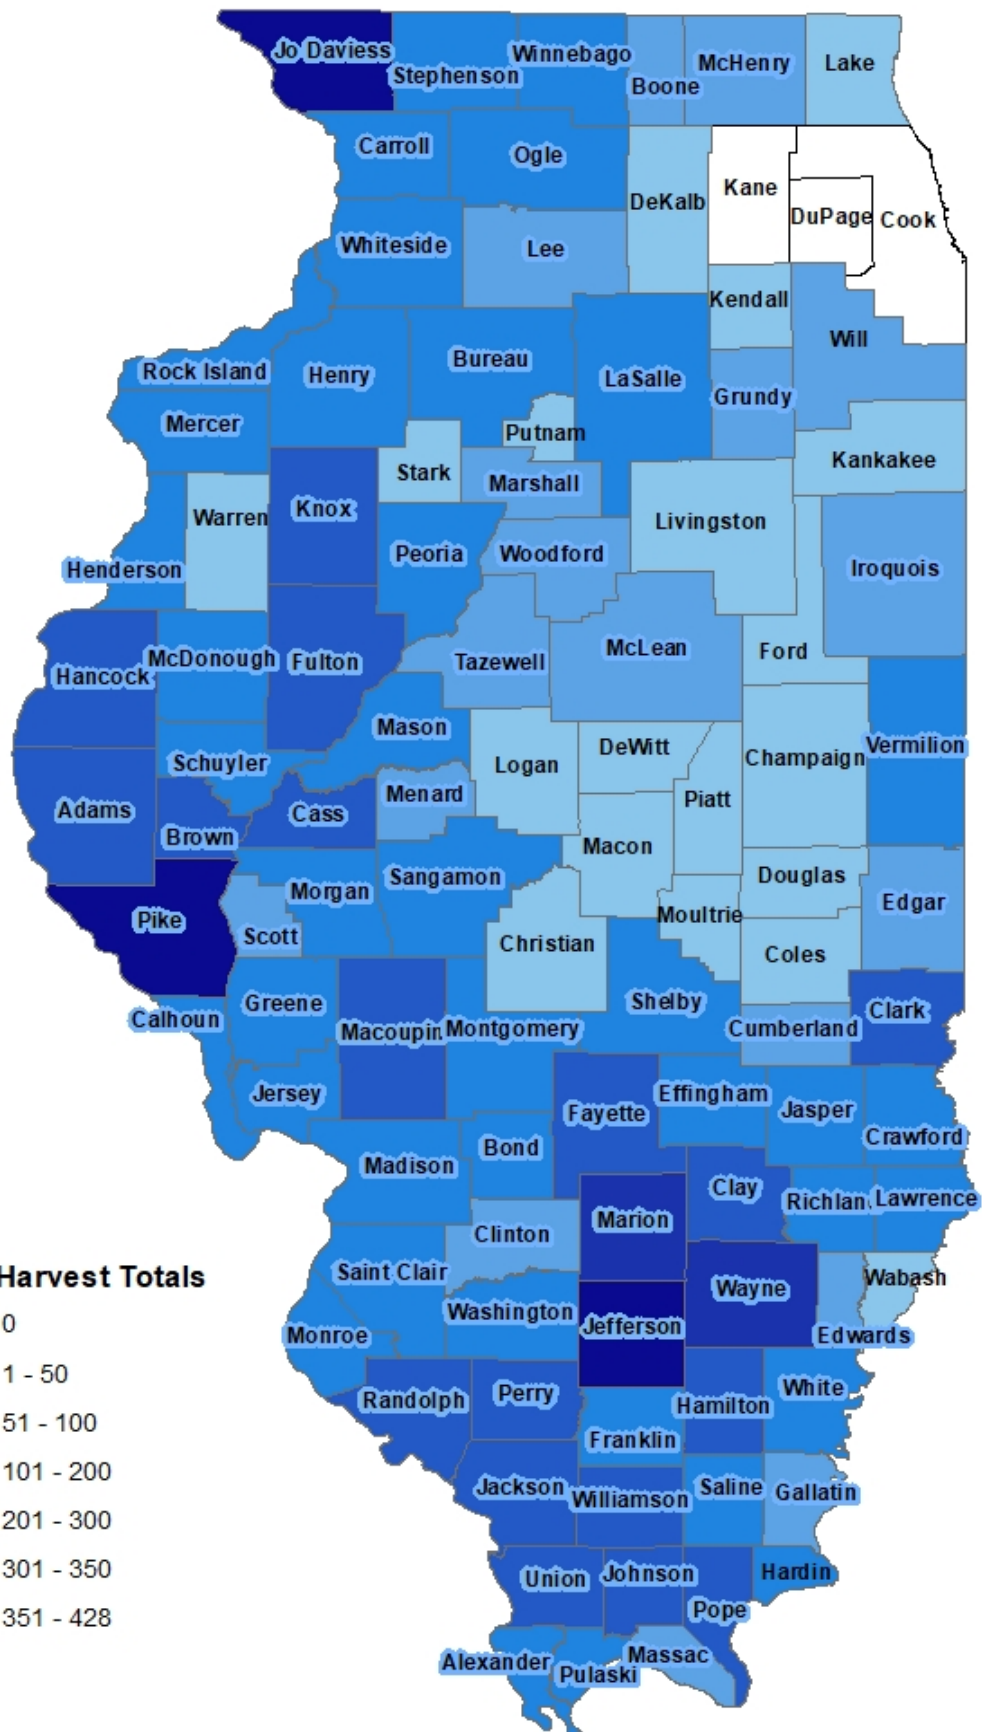 Jo Daviess
Stephenson
Winnebago
Boone
McHenry
Lake
Carroll
Ogle
DeKalb
Kane
DuPage
Cook
Whiteside
Lee
Kendall
Will
Rock Island
Henry
Bureau
LaSalle
Grundy
Mercer
Putnam
Kankakee
Stark
Marshall
Warren
Knox
Livingston
Henderson
Peoria
Woodford
Iroquois
Hancock
McDonough
Fulton
Tazewell
McLean
Ford
Mason
Schuyler
Logan
DeWitt
Champaign
Vermilion
Adams
Brown
Cass
Menard
Piatt
Macon
Pike
Morgan
Sangamon
Douglas
Edgar
Scott
Christian
Moultrie
Coles
Calhoun
Greene
Macoupin
Montgomery
Shelby
Cumberland
Clark
Jersey
Fayette
Effingham
Jasper
Crawford
Madison
Bond
Clay
Richlan
Lawrence
Clinton
Marion
Saint Clair
Wayne
Wabash
Monroe
Washington
Jefferson
Edwards
Randolph
Perry
Hamilton
White
Franklin
Jackson
Williamson
Saline
Gallatin
Union
Johnson
Pope
Hardin
Alexander
Pulaski
Massac
Harvest Totals
0
1 - 50
51 - 100
101 - 200
201 - 300
301 - 350
351 - 428